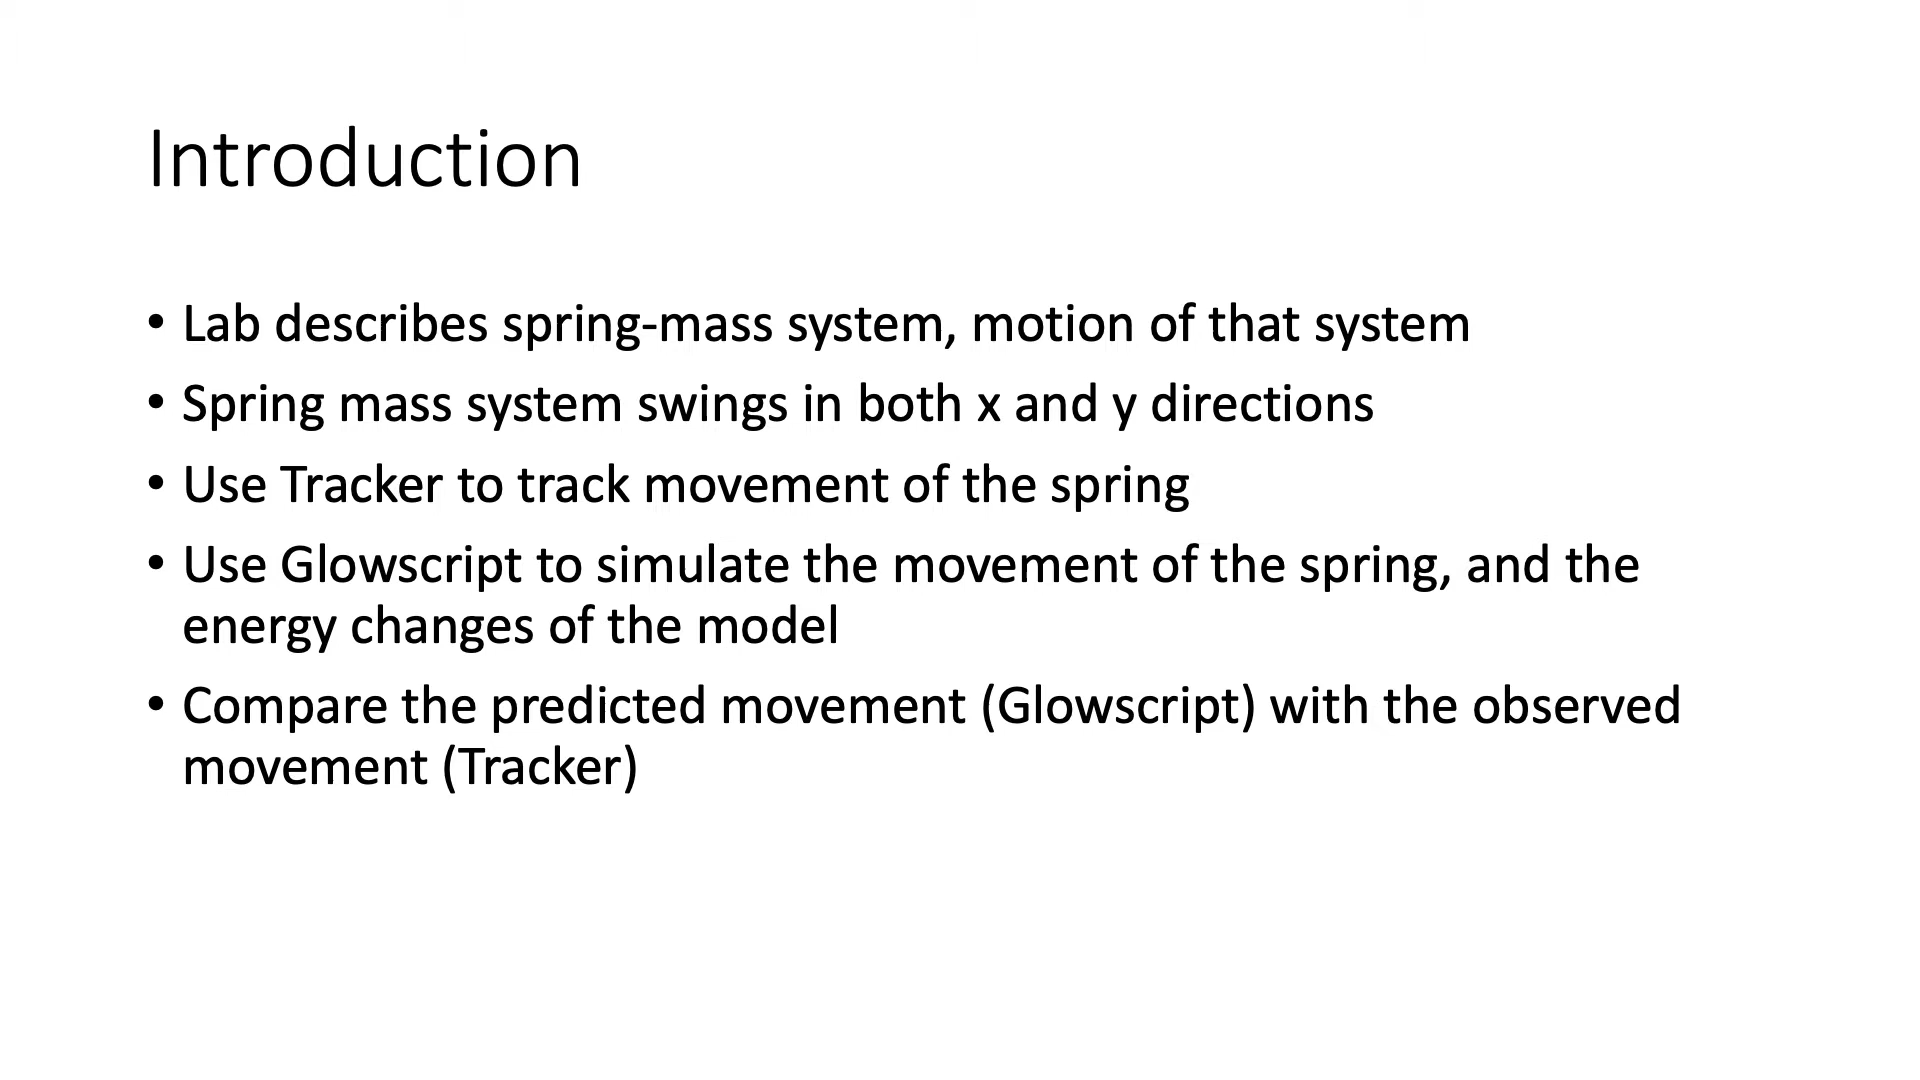 Introduction
• Lab describes spring-mass system, motion of that system
• Spring mass system swings in both x and y directions
• Use Tracker to track movement of the spring
• Use Glowscript to simulate the movement of the spring, and the
energy changes of the model
• Compare the predicted movement (Glowscript) with the observed
movement (Tracker)